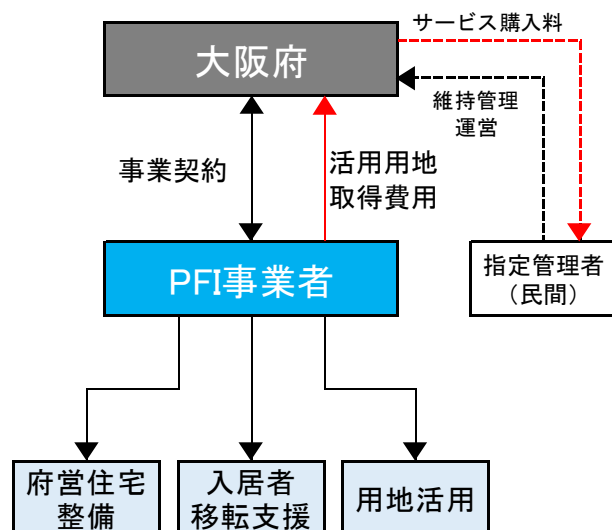 サービス購入料
大阪府
維持管理
運営
事業契約
活用用地
取得費用
PFI事業者
指定管理者
（民間）
府営住宅
整備
入居者
移転支援
用地活用